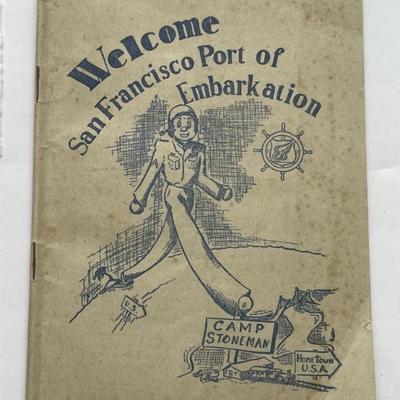 Welcome
San Francisco Port of
Embarkation
U.S.
CAMP
STONEMAN
HOME TOWN
U.S.A.